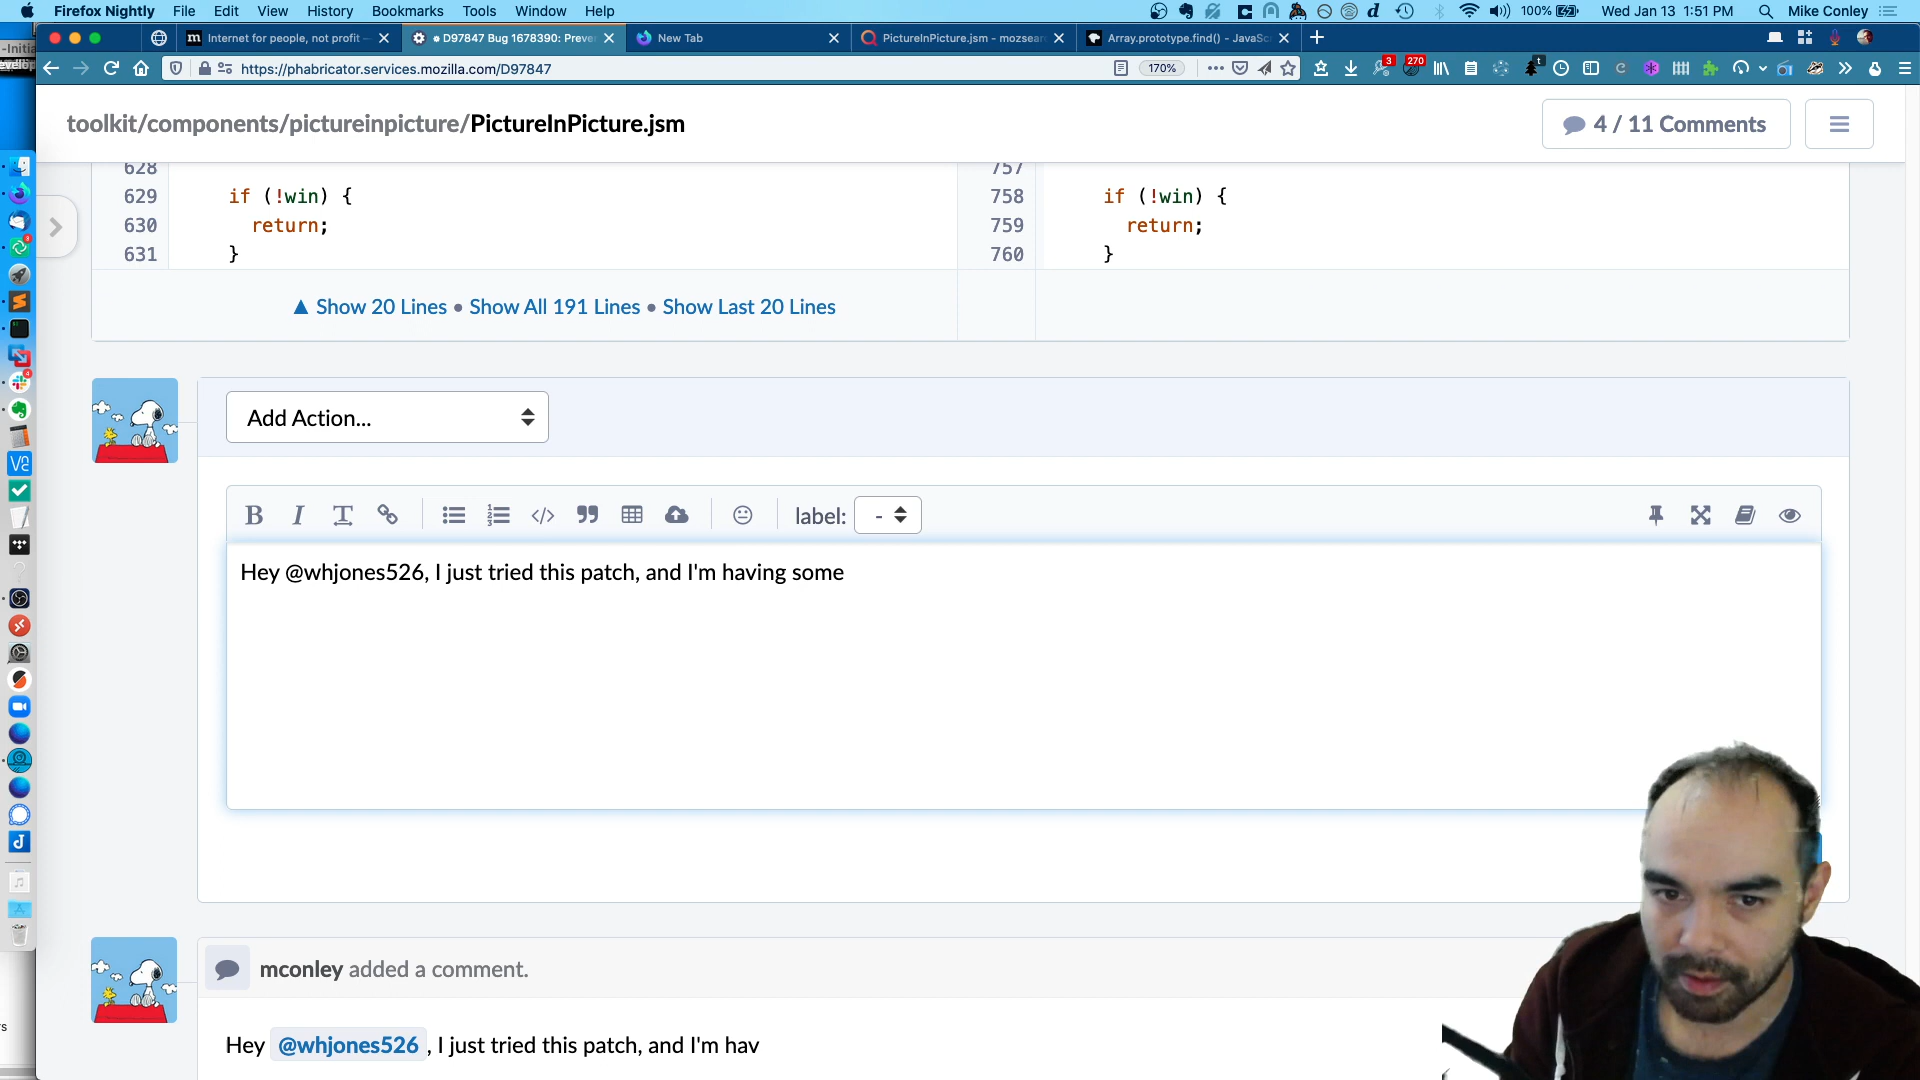 Firefox Nightly File Edit View History Bookmarks Tools Window Help 100% Wed Jan 13 1:51 PM Mike Conley
Internet for people, not profit – D97847 Bug 1678390: Preve New Tab PictureInPicture.jsm - mozsear Array.prototype.find() - JavaSc
https://phabricator.services.mozilla.com/D97847 170% 3 270 t
toolkit/components/pictureinpicture/PictureInPicture.jsm 4 / 11 Comments
628 757
629 if (!win) { 758 if (!win) {
630 return; 759 return;
631 } 760 }
▲ Show 20 Lines • Show All 191 Lines • Show Last 20 Lines
Add Action...
B I T label: -
Hey @whjones526, I just tried this patch, and I'm having some
mconley added a comment.
Hey @whjones526 , I just tried this patch, and I'm hav